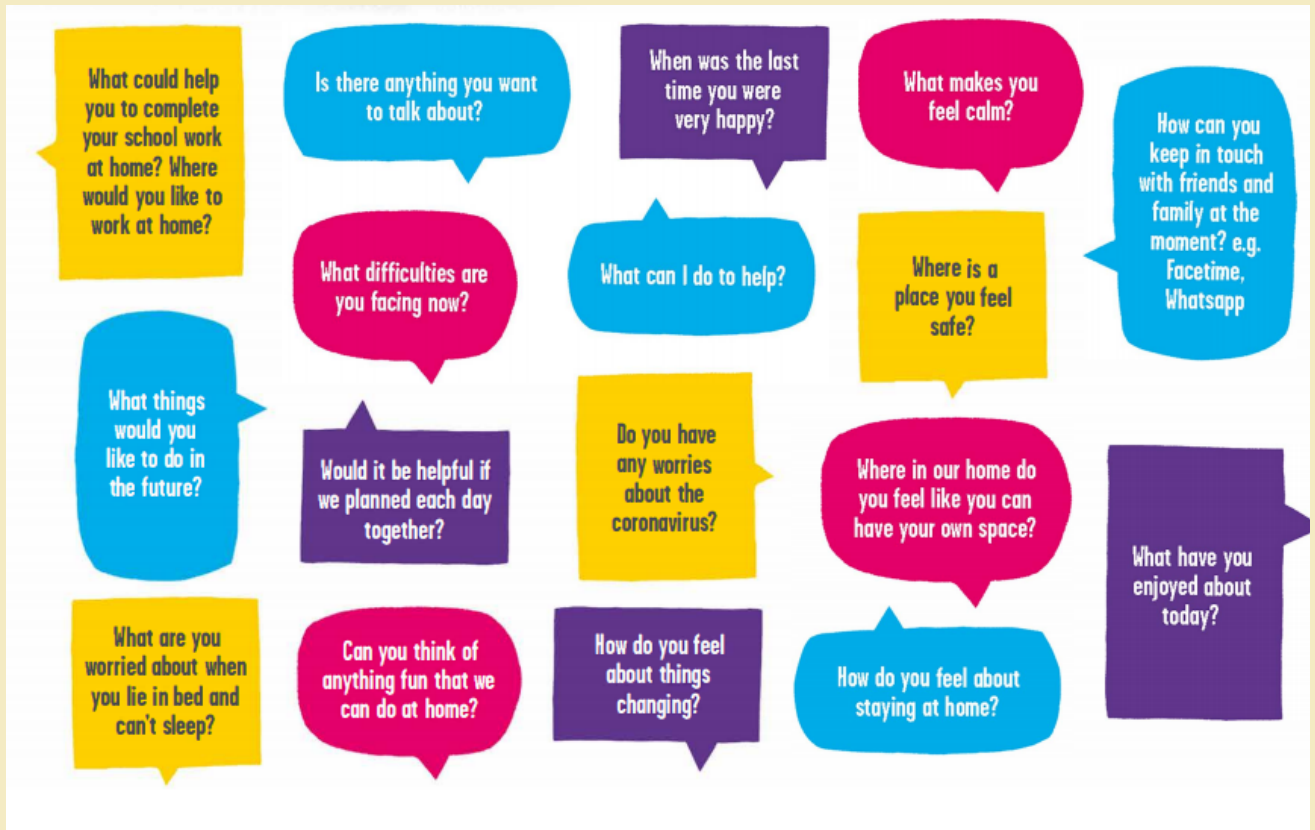 What could help
you to complete
your school work
at home? Where
would you like to
work at home?
Is there anything you want
to talk about?
When was the last
time you were
very happy?
What makes you
feel calm?
How can you
keep in touch
with friends and
family at the
moment? e.g.
Facetime,
Whatsapp
What difficulties are
you facing now?
What can I do to help?
Where is a
place you feel
safe?
What things
would you
like to do in
the future?
Would it be helpful if
we planned each day
together?
Do you have
any worries
about the
coronavirus?
Where in our home do
you feel like you can
have your own space?
What have you
enjoyed about
today?
What are you
worried about when
you lie in bed and
can't sleep?
Can you think of
anything fun that we
can do at home?
How do you feel
about things
changing?
How do you feel about
staying at home?